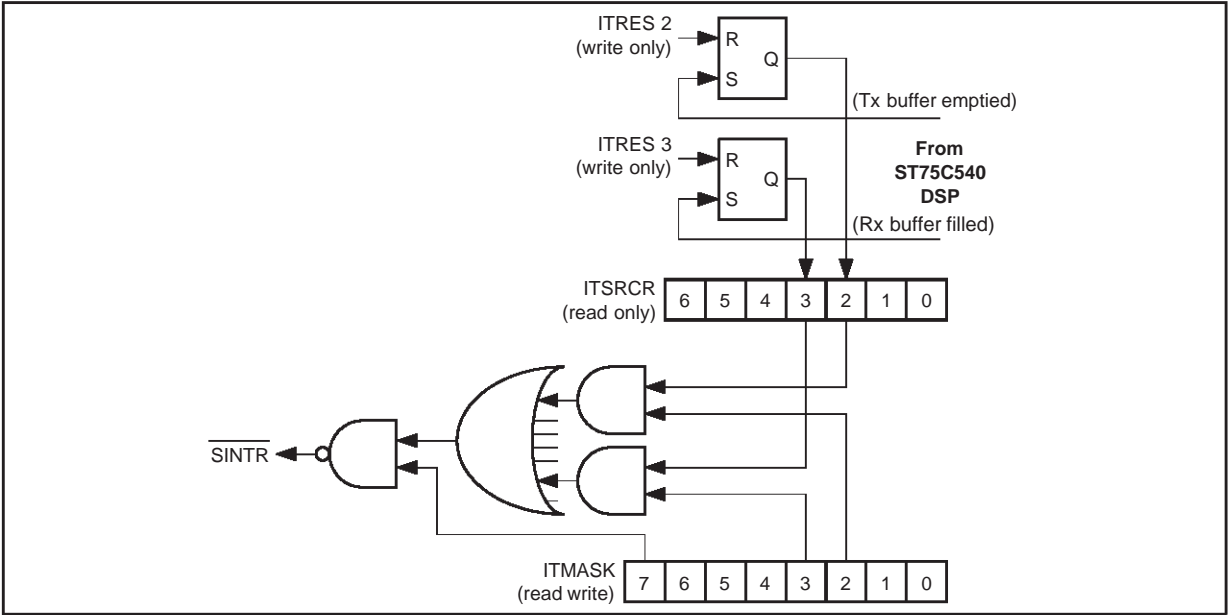 ITRES 2
(write only)
R
Q
S
(Tx buffer emptied)
ITRES 3
(write only)
R
Q
S
From
ST75C540
DSP
(Rx buffer filled)
ITSRCR
(read only)
6 5 4 3 2 1 0
SINTR
ITMASK
(read write)
7 6 5 4 3 2 1 0